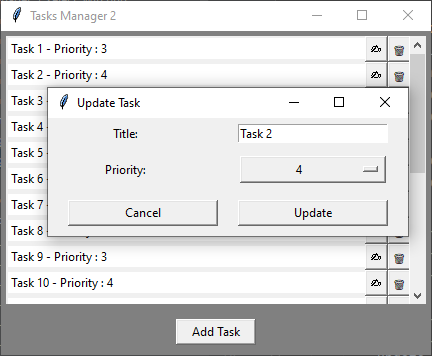 Tasks Manager 2
Task 1 - Priority : 3
Task 2 - Priority : 4
Task 3
Update Task
Task 4
Title:
Task 2
Task 5
Task 6
Priority:
4
Task 7
Cancel
Update
Task 8
Task 9 - Priority : 3
Task 10 - Priority : 4
Add Task